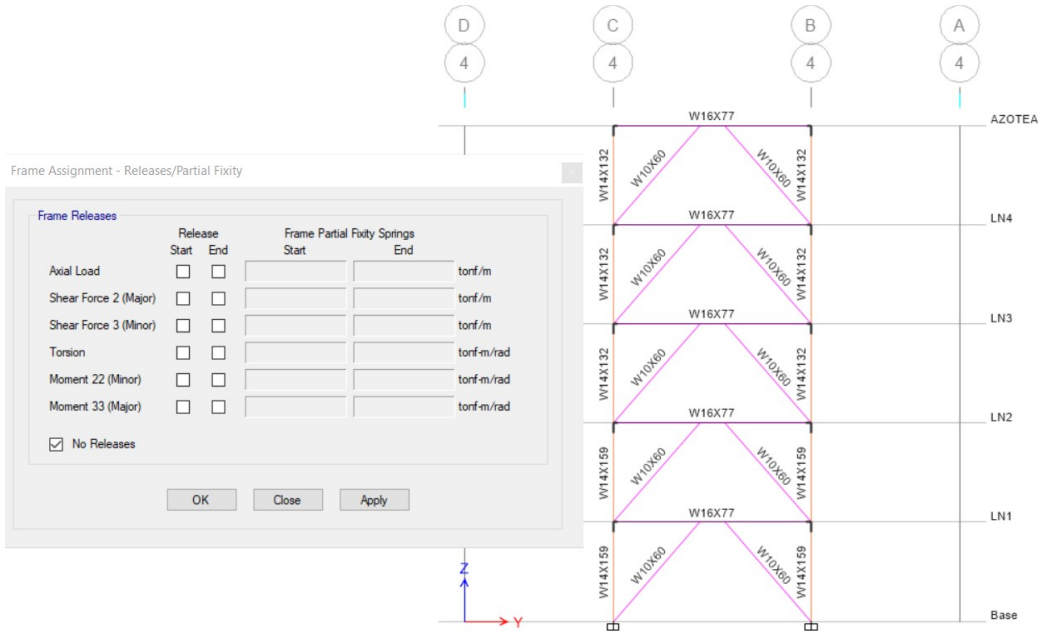 D C B A
4 4 4 4
W16X77 AZOTEA
W14X132 W10X60 W10X60 W14X132
W16X77 LN4
W14X132 W10X60 W10X60 W14X132
W16X77 LN3
W14X132 W10X60 W10X60 W14X132
W16X77 LN2
W14X159 W10X60 W10X60 W14X159
W16X77 LN1
W14X159 W10X60 W10X60 W14X159
Base
Z
Y
Frame Assignment - Releases/Partial Fixity
x
Frame Releases
Release Frame Partial Fixity Springs
Start End Start End
Axial Load tonf/m
Shear Force 2 (Major) tonf/m
Shear Force 3 (Minor) tonf/m
Torsion tonf-m/rad
Moment 22 (Minor) tonf-m/rad
Moment 33 (Major) tonf-m/rad
No Releases
OK Close Apply